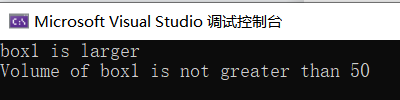 Microsoft Visual Studio 调试控制台
box1 is larger
Volume of box1 is not greater than 50